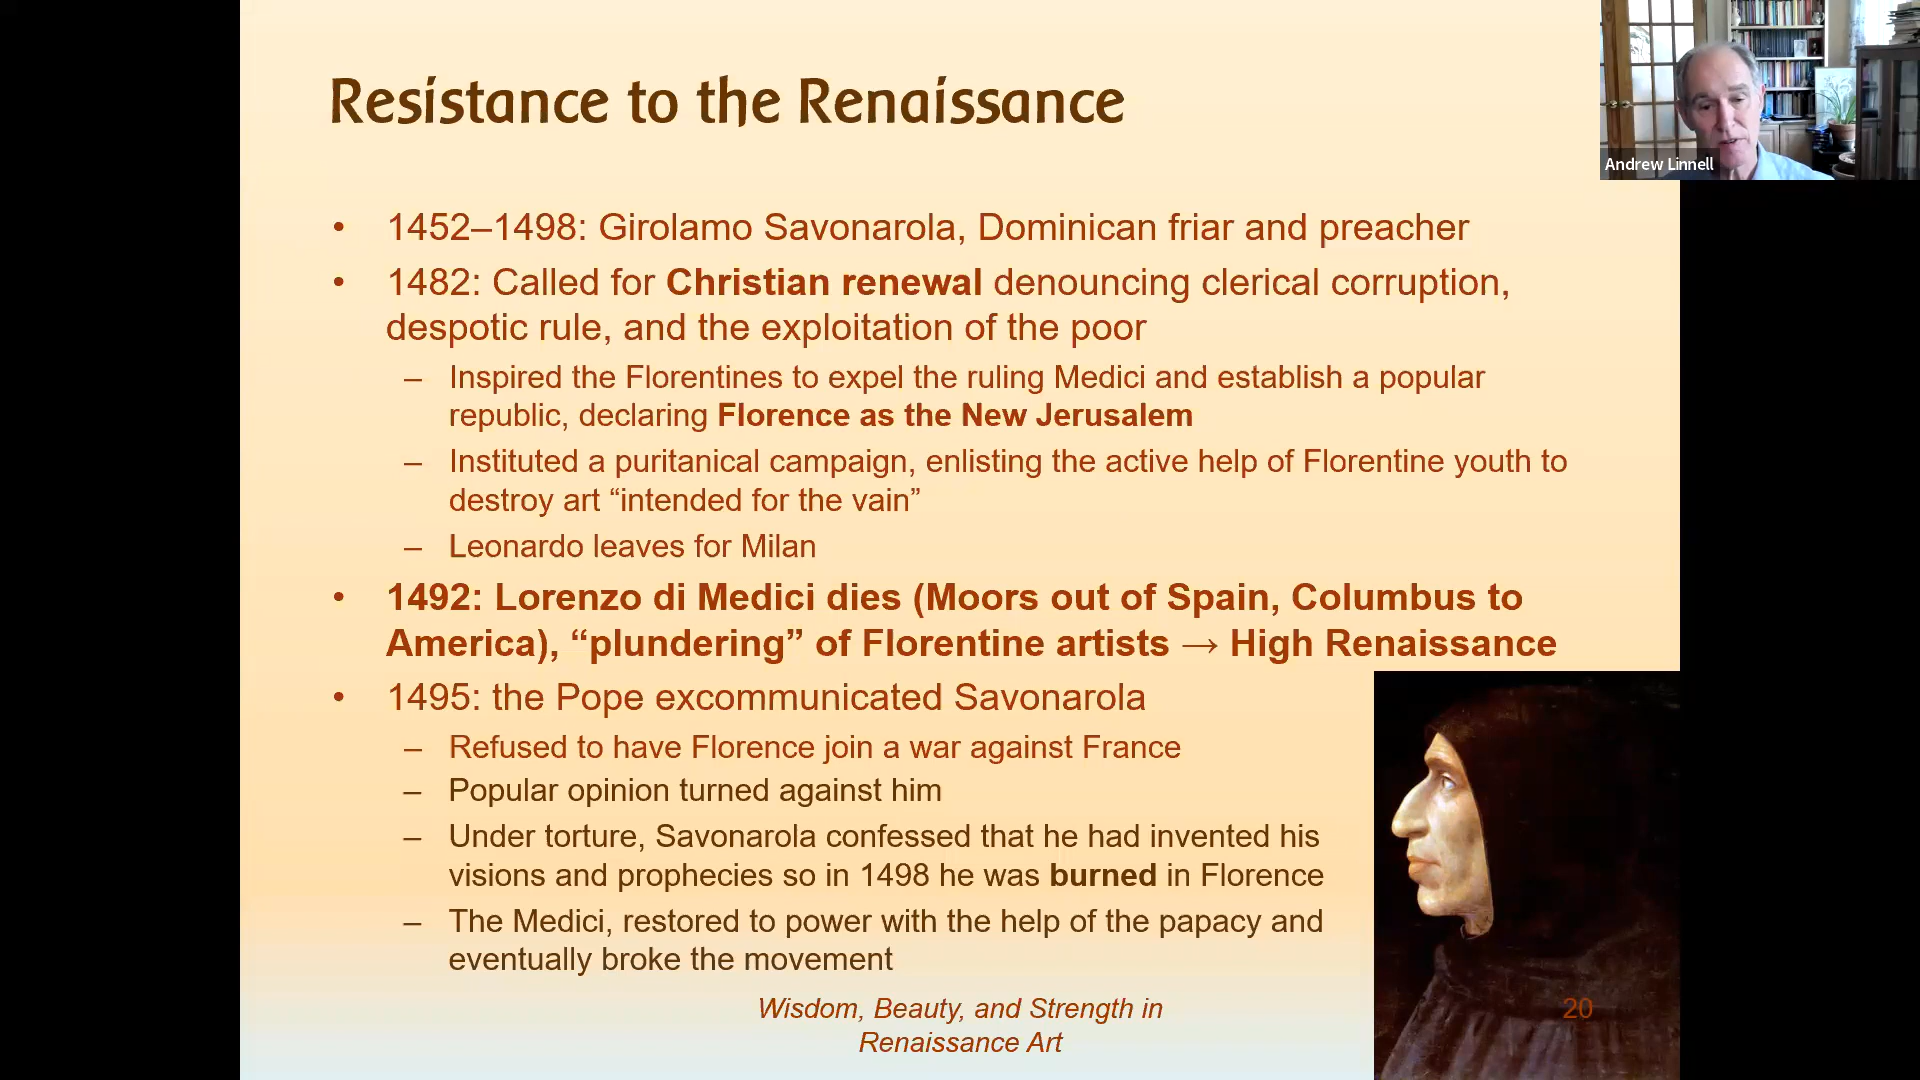 Resistance to the Renaissance
Andrew Linnell
• 1452–1498: Girolamo Savonarola, Dominican friar and preacher
• 1482: Called for Christian renewal denouncing clerical corruption,
despotic rule, and the exploitation of the poor
– Inspired the Florentines to expel the ruling Medici and establish a popular
republic, declaring Florence as the New Jerusalem
– Instituted a puritanical campaign, enlisting the active help of Florentine youth to
destroy art “intended for the vain”
– Leonardo leaves for Milan
• 1492: Lorenzo di Medici dies (Moors out of Spain, Columbus to
America), “plundering” of Florentine artists → High Renaissance
• 1495: the Pope excommunicated Savonarola
– Refused to have Florence join a war against France
– Popular opinion turned against him
– Under torture, Savonarola confessed that he had invented his
visions and prophecies so in 1498 he was burned in Florence
– The Medici, restored to power with the help of the papacy and
eventually broke the movement
Wisdom, Beauty, and Strength in
Renaissance Art
20